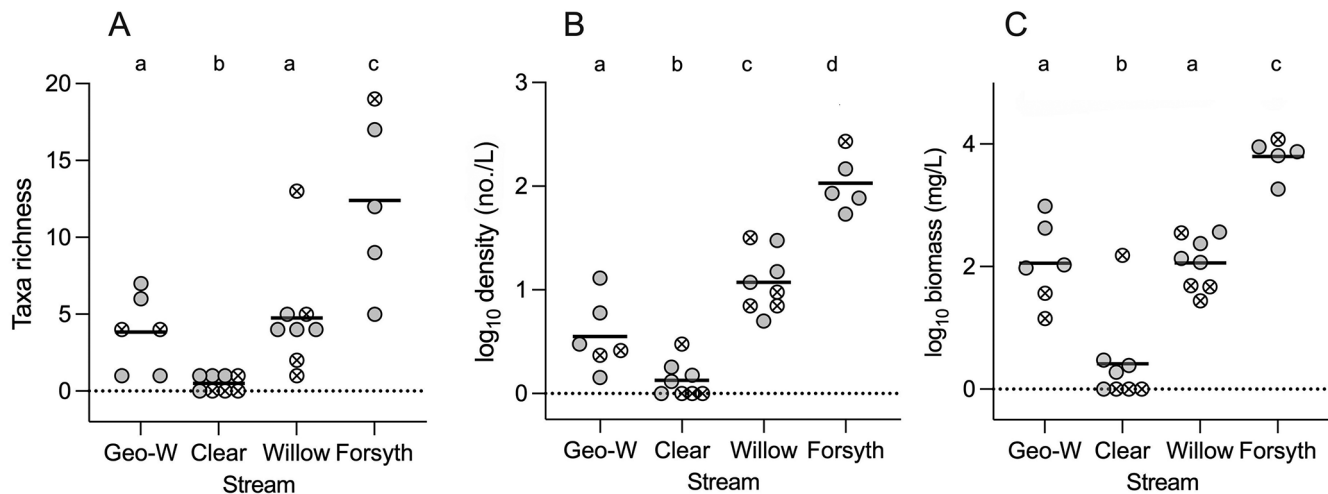 A
a b a c
Taxa richness
20
15
10
5
0
Geo-W Clear Willow Forsyth
Stream
B
a b c d
log10 density (no./L)
3
2
1
0
Geo-W Clear Willow Forsyth
Stream
C
a b a c
log10 biomass (mg/L)
4
2
0
Geo-W Clear Willow Forsyth
Stream